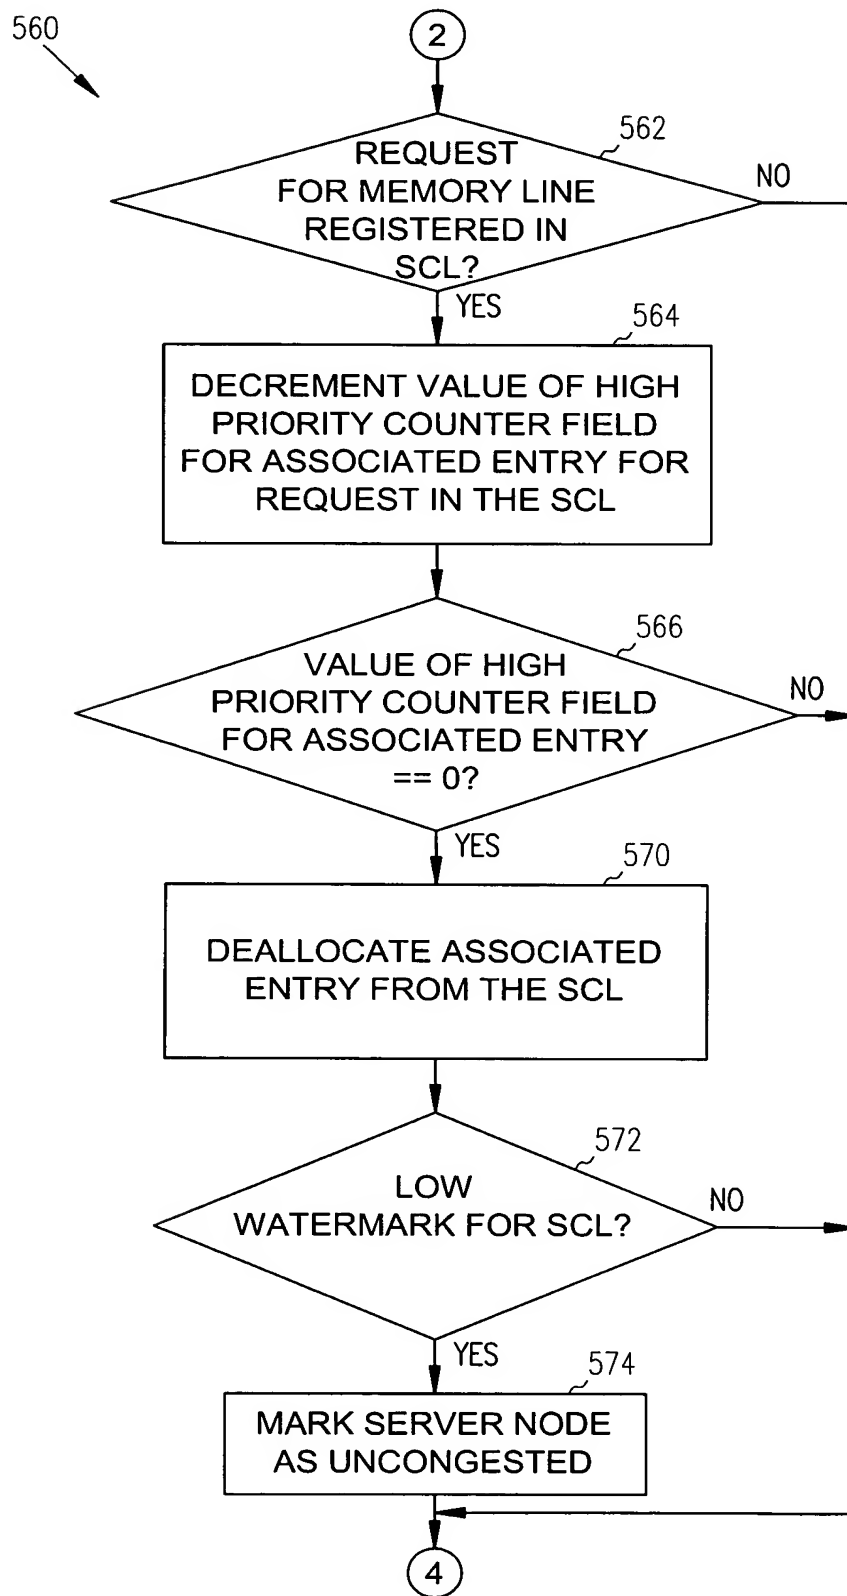 560
2
562
REQUEST
FOR MEMORY LINE
REGISTERED IN
SCL?
NO
YES
564
DECREMENT VALUE OF HIGH
PRIORITY COUNTER FIELD
FOR ASSOCIATED ENTRY FOR
REQUEST IN THE SCL
566
VALUE OF HIGH
PRIORITY COUNTER FIELD
FOR ASSOCIATED ENTRY
== 0?
NO
YES
570
DEALLOCATE ASSOCIATED
ENTRY FROM THE SCL
572
LOW
WATERMARK FOR SCL?
NO
YES
574
MARK SERVER NODE
AS UNCONGESTED
4